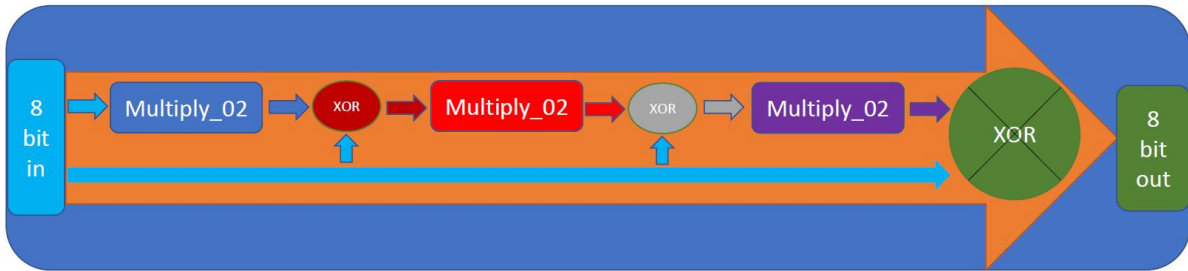 8
bit
in
Multiply_02
XOR
Multiply_02
XOR
Multiply_02
XOR
8
bit
out